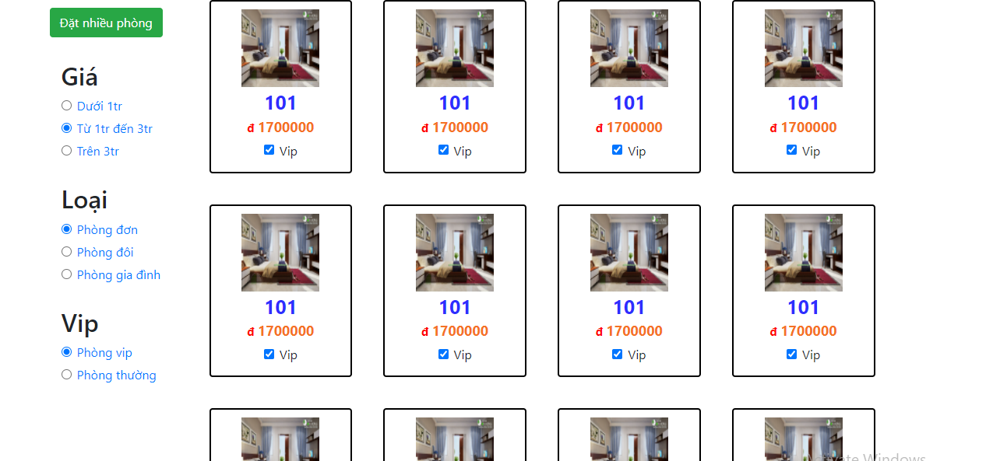 Đặt nhiều phòng
Giá
Dưới 1tr
Từ 1tr đến 3tr
Trên 3tr
Loại
Phòng đơn
Phòng đôi
Phòng gia đình
Vip
Phòng vip
Phòng thường
101
đ 1700000
Vip
101
đ 1700000
Vip
101
đ 1700000
Vip
101
đ 1700000
Vip
101
đ 1700000
Vip
101
đ 1700000
Vip
101
đ 1700000
Vip
101
đ 1700000
Vip
Activate Windows